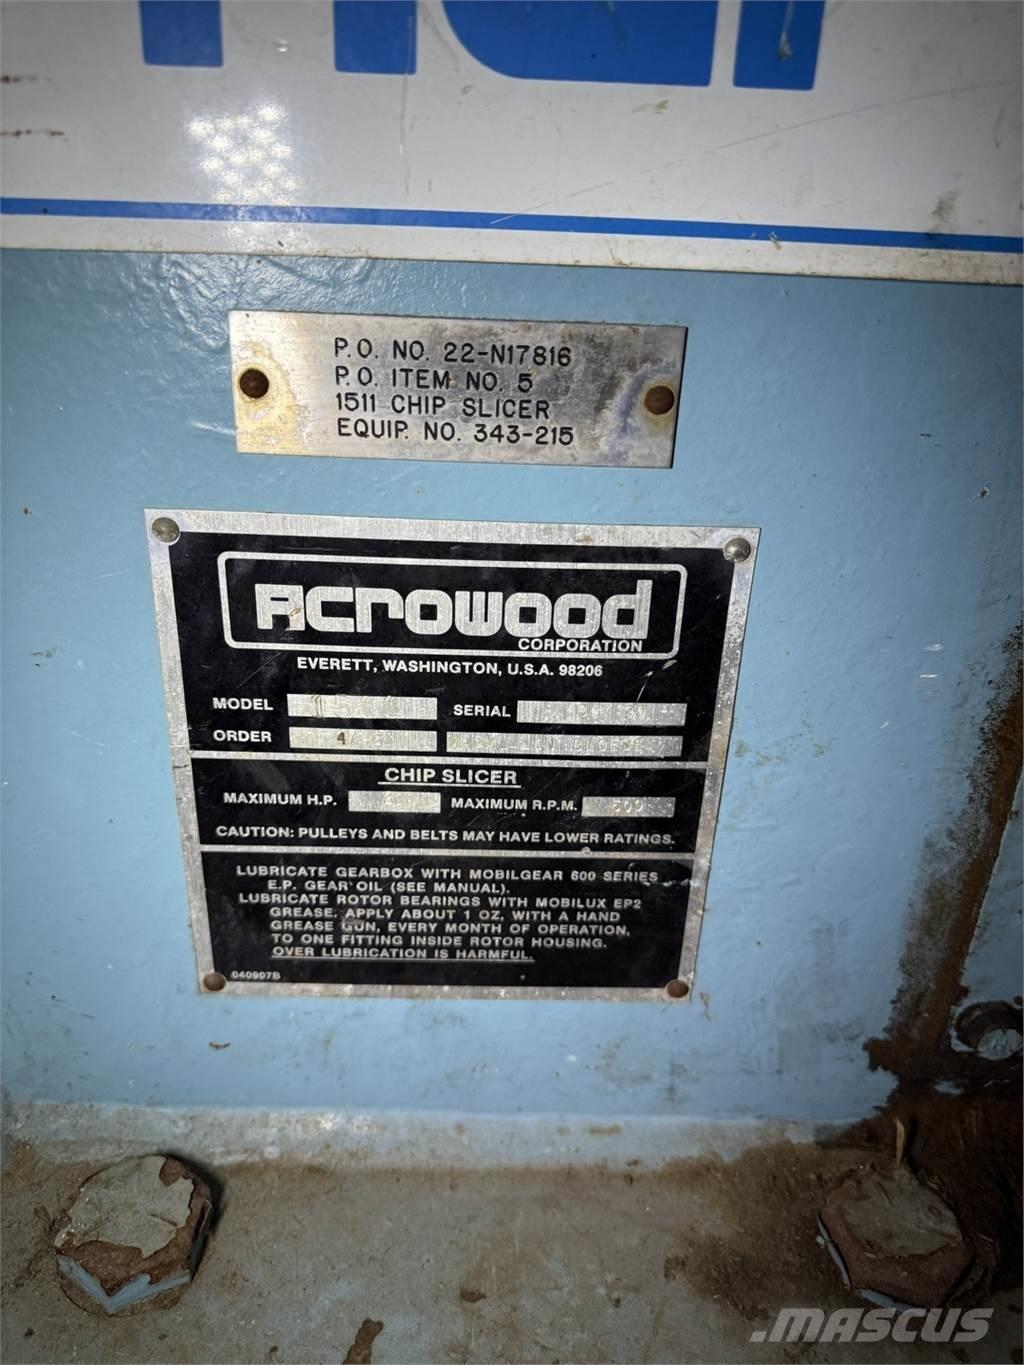 P.O. NO. 22-N17816
P.O. ITEM NO. 5
1511 CHIP SLICER
EQUIP. NO. 343-215
Acrowood
CORPORATION
EVERETT, WASHINGTON, U.S.A. 98206
MODEL SERIAL
ORDER
CHIP SLICER
MAXIMUM H.P. MAXIMUM R.P.M. 500
CAUTION: PULLEYS AND BELTS MAY HAVE LOWER RATINGS.
LUBRICATE GEARBOX WITH MOBILGEAR 600 SERIES
E.P. GEAR OIL (SEE MANUAL).
LUBRICATE ROTOR BEARINGS WITH MOBILUX EP2
GREASE. APPLY ABOUT 1 OZ, WITH A HAND
GREASE GUN, EVERY MONTH OF OPERATION,
TO ONE FITTING INSIDE ROTOR HOUSING.
OVER LUBRICATION IS HARMFUL.
040907B
.MASCUS